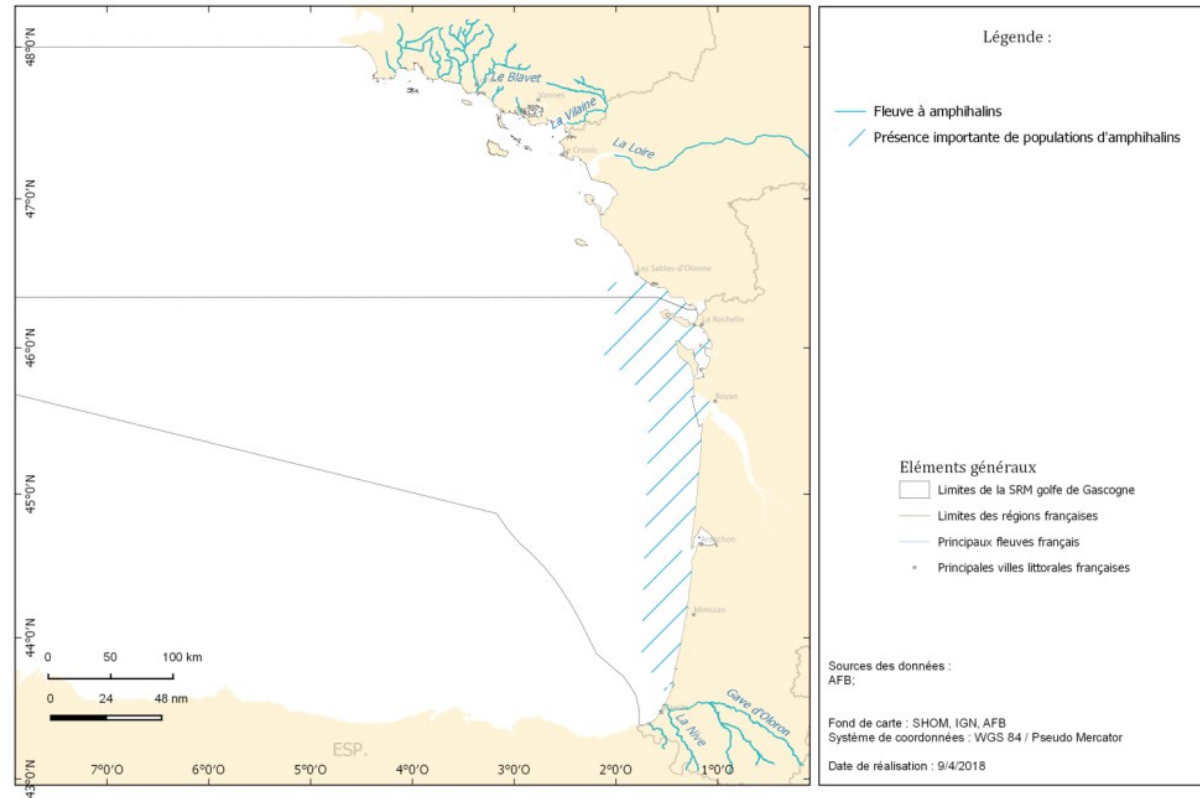 48°0'N
47°0'N
46°0'N
45°0'N
44°0'N
43°0'N
Le Blavet
Vannes
La Vilaine
Le Croisic
La Loire
Les Sables-d'Olonne
La Rochelle
Royan
Arcachon
Mimizan
Gave d'Oloron
La Nive
ESP.
0 50 100 km
0 24 48 nm
7°0'O 6°0'O 5°0'O 4°0'O 3°0'O 2°0'O 1°0'O
Légende :
Fleuve à amphihalins
Présence importante de populations d'amphihalins
Eléments généraux
Limites de la SRM golfe de Gascogne
Limites des régions françaises
Principaux fleuves français
Principales villes littorales françaises
Sources des données :
AFB;
Fond de carte : SHOM, IGN, AFB
Système de coordonnées : WGS 84 / Pseudo Mercator
Date de réalisation : 9/4/2018